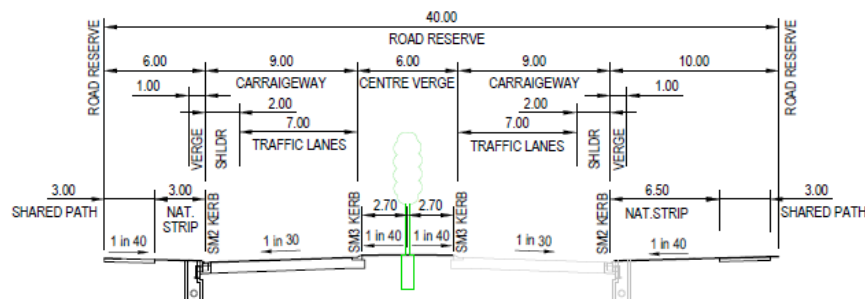 40.00
ROAD RESERVE
ROAD RESERVE
ROAD RESERVE
6.00
9.00
6.00
9.00
10.00
CARRAIGEWAY
CENTRE VERGE
CARRAIGEWAY
1.00
1.00
2.00
2.00
7.00
7.00
VERGE
SHLDR
TRAFFIC LANES
TRAFFIC LANES
SHLDR
VERGE
3.00
3.00
2.70
2.70
6.50
3.00
SHARED PATH
NAT.
STRIP
SM2 KERB
SM3 KERB
SM3 KERB
SM2 KERB
NAT.STRIP
SHARED PATH
1 in 40
1 in 30
1 in 40
1 in 40
1 in 30
1 in 40